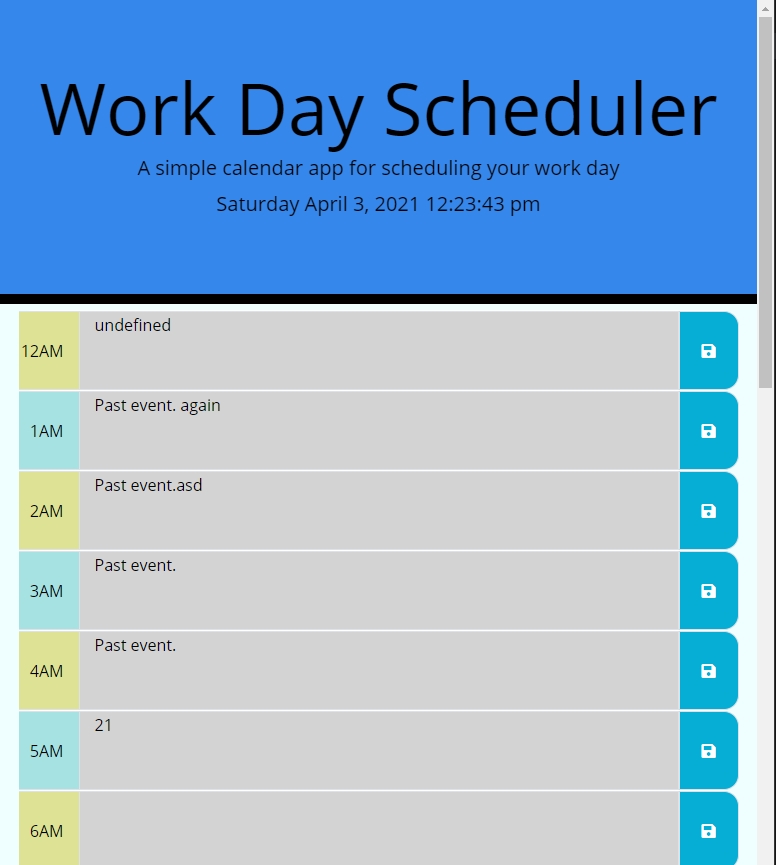 Work Day Scheduler
A simple calendar app for scheduling your work day
Saturday April 3, 2021 12:23:43 pm
12AM undefined
1AM Past event. again
2AM Past event.asd
3AM Past event.
4AM Past event.
5AM 21
6AM